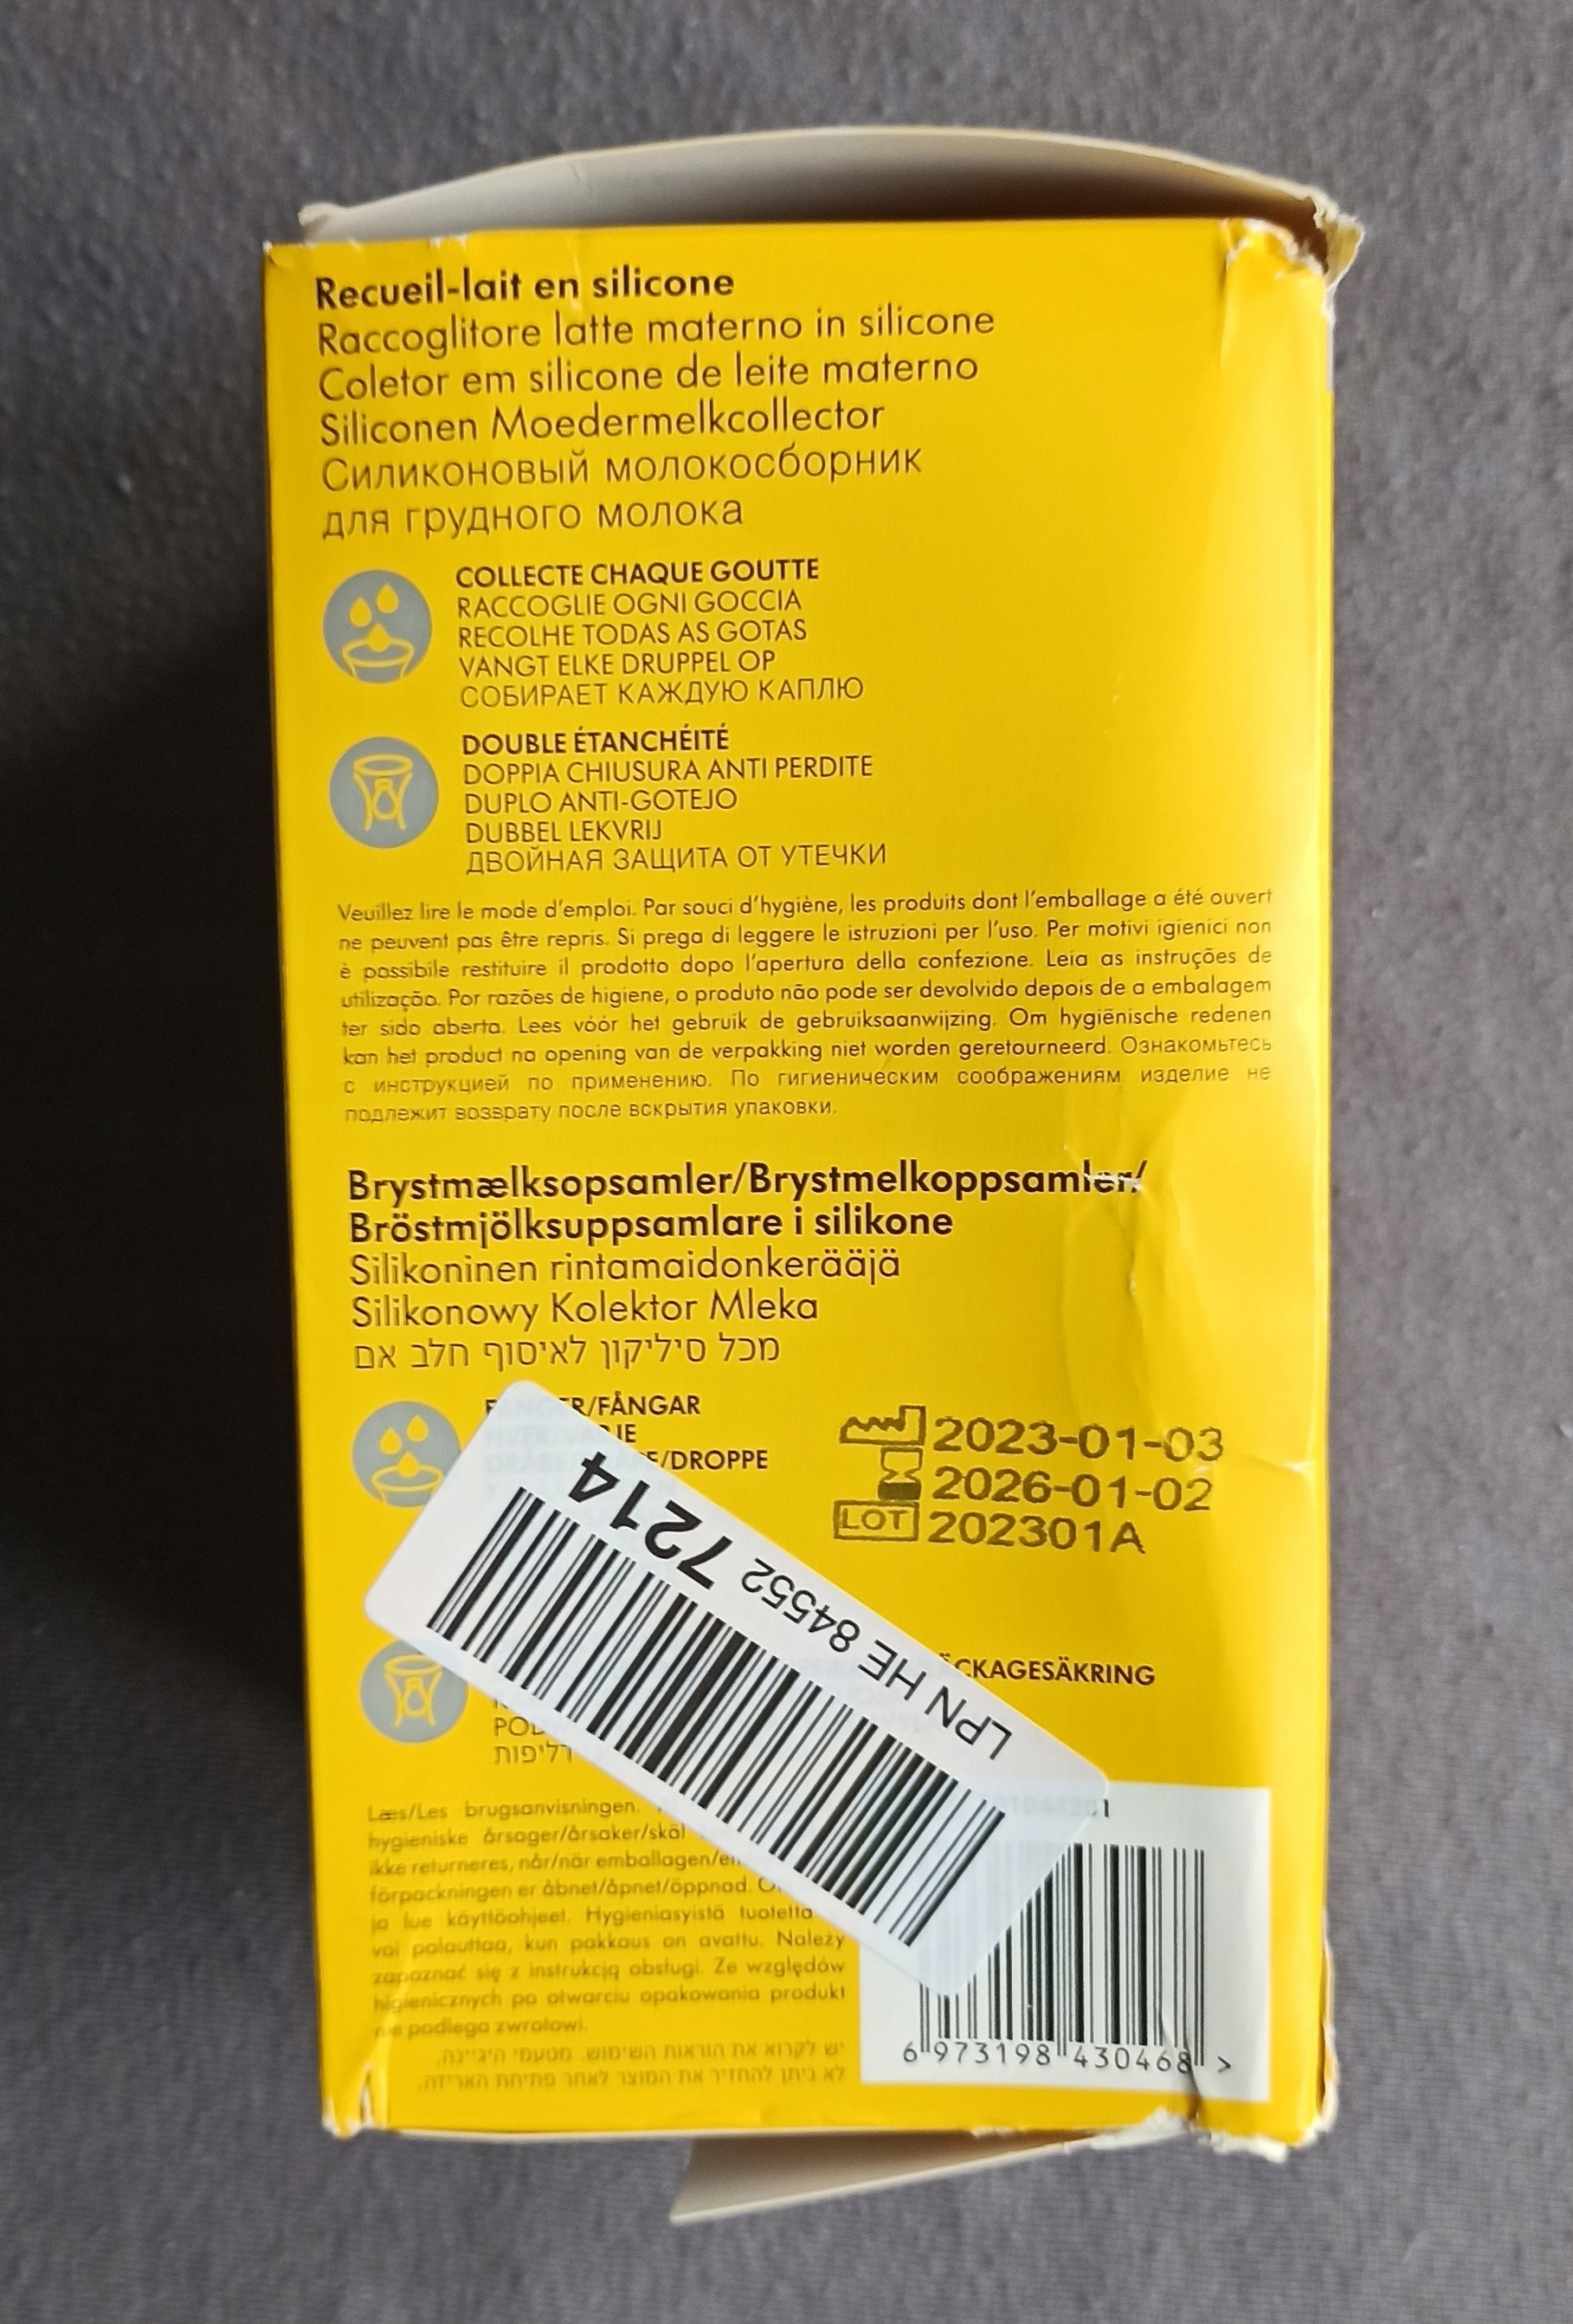 Recueil-lait en silicone
Raccoglitore latte materno in silicone
Coletor em silicone de leite materno
Siliconen Moedermelkcollector
Силиконовый молокосборник
для грудного молока
COLLECTE CHAQUE GOUTTE
RACCOGLIE OGNI GOCCIA
RECOLHE TODAS AS GOTAS
VANGT ELKE DRUPPEL OP
СОБИРАЕТ КАЖДУЮ КАПЛЮ
DOUBLE ÉTANCHÉITÉ
DOPPIA CHIUSURA ANTI PERDITE
DUPLO ANTI-GOTEJO
DUBBEL LEKVRIJ
ДВОЙНАЯ ЗАЩИТА ОТ УТЕЧКИ
Veuillez lire le mode d'emploi. Par souci d'hygiène, les produits dont l'emballage a été ouvert
ne peuvent pas être repris. Si prega di leggere le istruzioni per l'uso. Per motivi igienici non
è possibile restituire il prodotto dopo l'apertura della confezione. Leia as instruções de
utilização. Por razões de higiene, o produto não pode ser devolvido depois de a embalagem
ter sido aberta. Lees vóór het gebruik de gebruiksaanwijzing. Om hygiënische redenen
kan het product na opening van de verpakking niet worden geretourneerd. Ознакомьтесь
с инструкцией по применению. По гигиеническим соображениям изделие не
подлежит возврату после вскрытия упаковки.
Brystmælksopsamler/Brystmelkoppsamler/
Bröstmjölksuppsamlare i silikone
Silikoninen rintamaidonkerääjä
Silikonowy Kolektor Mleka
מכל סיליקון לאיסוף חלב אם
/FÅNGAR
/DROPPE
2023-01-03
2026-01-02
LOT 202301A
LPN HE 84552 7214
Læs/Les brugsanvisningen.
hygieniske årsager/årsaker/skäl
ikke returneres, når/når emballagen/
förpackningen er åbnet/åpnet/öppnad.
ja lue käyttöohjeet. Hygieniasyistä tuotetta
voi palauttaa, kun pakkaus on avattu. Należy
zapoznać się z instrukcją obsługi. Ze względów
higienicznych po otwarciu opakowania produkt
nie podlega zwrotowi.
יש לקרוא את הוראות השימוש. מטעמי היגיינה,
לא ניתן להחזיר את המוצר לאחר פתיחת האריזה.
6 973198 430468 >